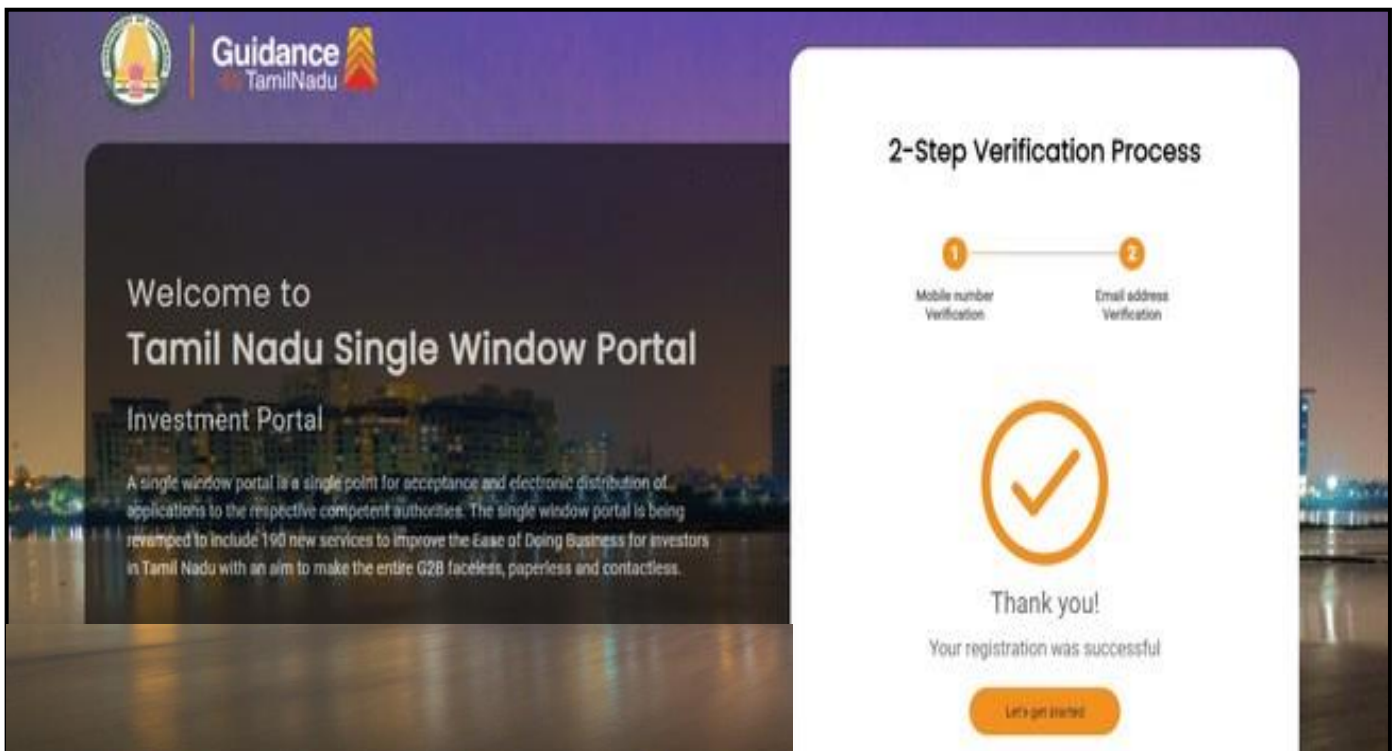 Guidance
TamilNadu
Welcome to
Tamil Nadu Single Window Portal
Investment Portal
A single window portal is a single point for acceptance and electronic distribution of
applications to the respective competent authorities. The single window portal is being
revamped to include 190 new services to improve the Ease of Doing Business for investors
in Tamil Nadu with an aim to make the entire G2B faceless, paperless and contactless.
2-Step Verification Process
1
2
Mobile number
Verification
Email address
Verification
Thank you!
Your registration was successful
Let's get started